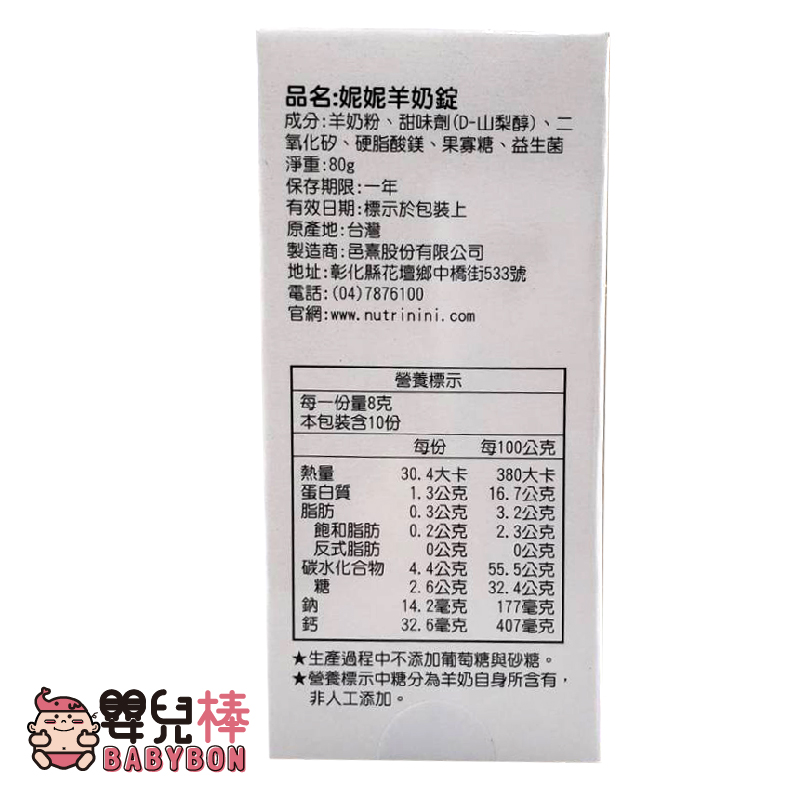 品名:妮妮羊奶錠
成分:羊奶粉、甜味劑(D-山梨醇)、二
氧化矽、硬脂酸鎂、果寡糖、益生菌
淨重:80g
保存期限:一年
有效日期:標示於包裝上
原產地:台灣
製造商:邑熹股份有限公司
地址:彰化縣花壇鄉中橋街533號
電話:(04)7876100
官網:www.nutrinini.com
營養標示
每一份量8克
本包裝含10份
每份 每100公克
熱量 30.4大卡 380大卡
蛋白質 1.3公克 16.7公克
脂肪 0.3公克 3.2公克
飽和脂肪 0.2公克 2.3公克
反式脂肪 0公克 0公克
碳水化合物 4.4公克 55.5公克
糖 2.6公克 32.4公克
鈉 14.2毫克 177毫克
鈣 32.6毫克 407毫克
★生產過程中不添加葡萄糖與砂糖。
★營養標示中糖分為羊奶自身所含有,
非人工添加。
嬰兒棒
BABYBON